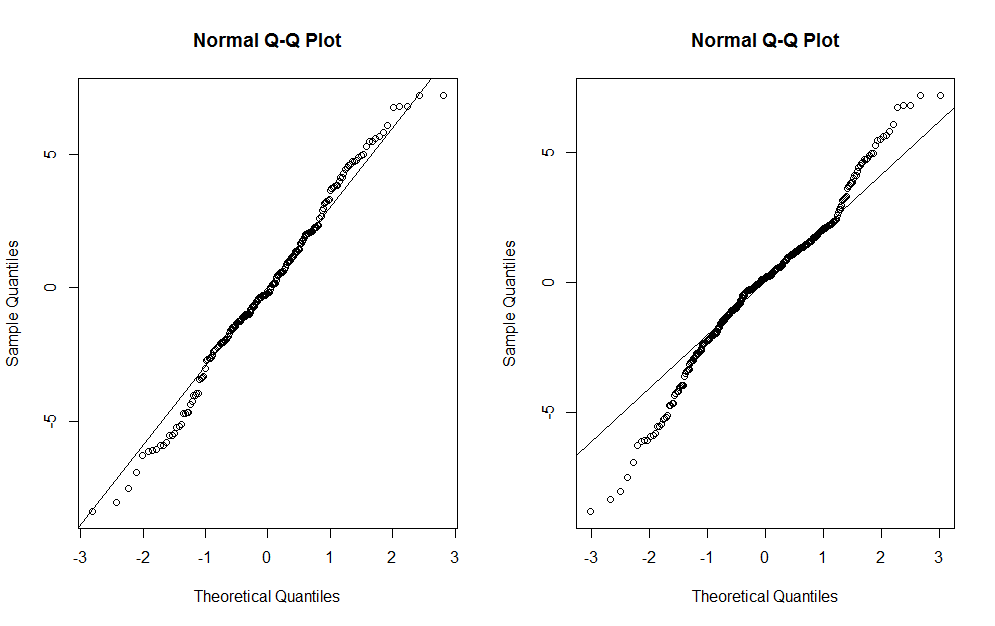 Normal Q-Q Plot
Sample Quantiles
5
0
-5
-3 -2 -1 0 1 2 3
Theoretical Quantiles
Normal Q-Q Plot
Sample Quantiles
5
0
-5
-3 -2 -1 0 1 2 3
Theoretical Quantiles